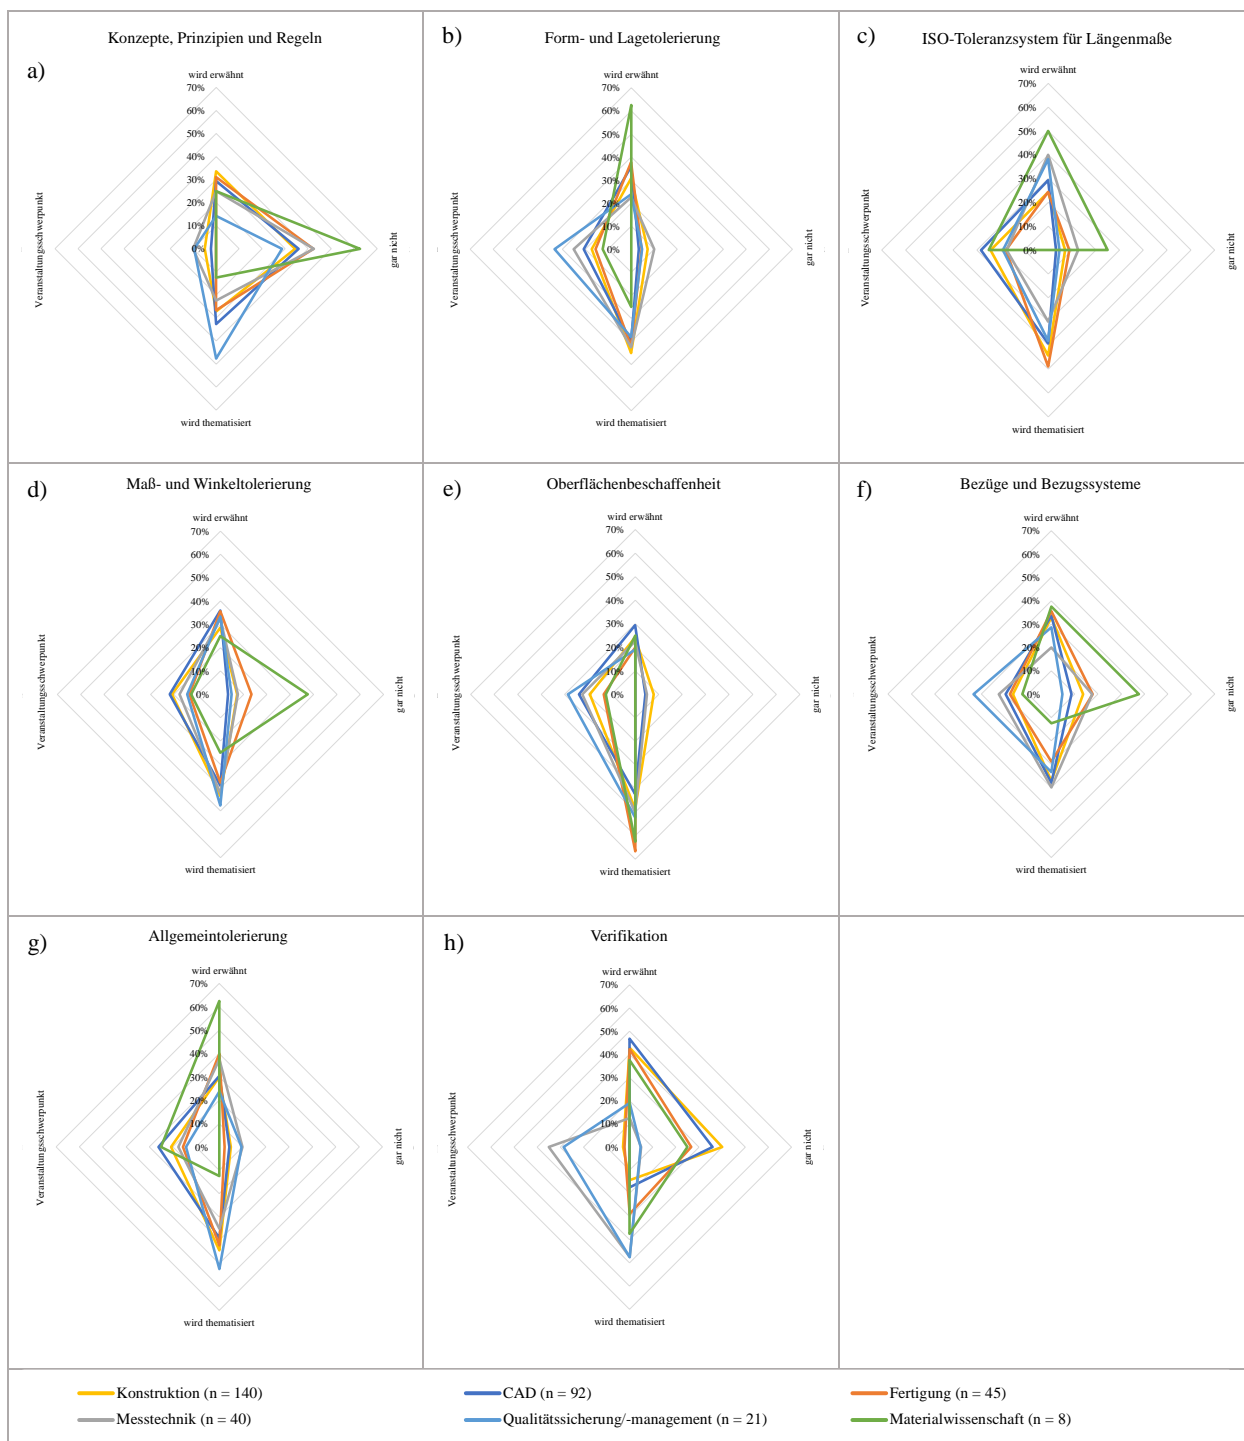 a)
Konzepte, Prinzipien und Regeln
wird erwähnt
70%
60%
50%
40%
30%
20%
10%
0%
Veranstaltungsschwerpunkt
gar nicht
wird thematisiert
b)
Form- und Lagetolerierung
wird erwähnt
70%
60%
50%
40%
30%
20%
10%
0%
Veranstaltungsschwerpunkt
gar nicht
wird thematisiert
c)
ISO-Toleranzsystem für Längenmaße
wird erwähnt
70%
60%
50%
40%
30%
20%
10%
0%
Veranstaltungsschwerpunkt
gar nicht
wird thematisiert
d)
Maß- und Winkeltolerierung
wird erwähnt
70%
60%
50%
40%
30%
20%
10%
0%
Veranstaltungsschwerpunkt
gar nicht
wird thematisiert
e)
Oberflächenbeschaffenheit
wird erwähnt
70%
60%
50%
40%
30%
20%
10%
0%
Veranstaltungsschwerpunkt
gar nicht
wird thematisiert
f)
Bezüge und Bezugssysteme
wird erwähnt
70%
60%
50%
40%
30%
20%
10%
0%
Veranstaltungsschwerpunkt
gar nicht
wird thematisiert
g)
Allgemeintolerierung
wird erwähnt
70%
60%
50%
40%
30%
20%
10%
0%
Veranstaltungsschwerpunkt
gar nicht
wird thematisiert
h)
Verifikation
wird erwähnt
70%
60%
50%
40%
30%
20%
10%
0%
Veranstaltungsschwerpunkt
gar nicht
wird thematisiert
Konstruktion (n = 140)
CAD (n = 92)
Fertigung (n = 45)
Messtechnik (n = 40)
Qualitätssicherung/-management (n = 21)
Materialwissenschaft (n = 8)